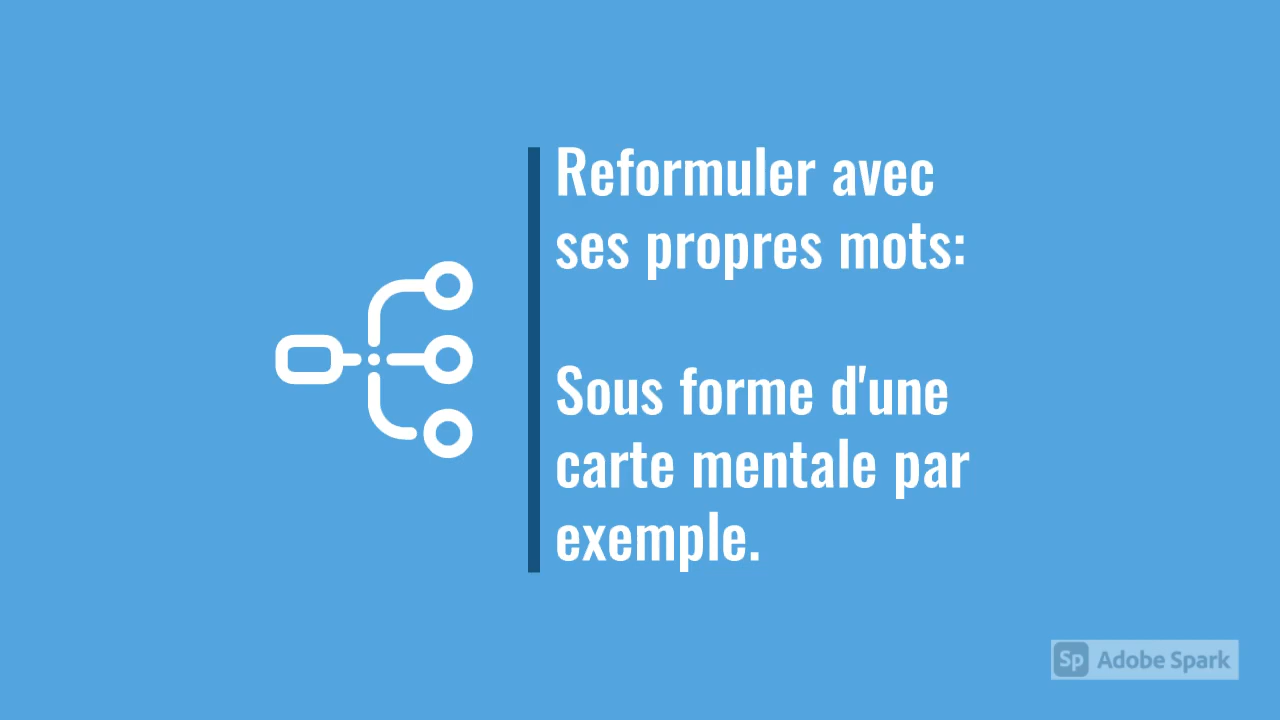 Reformuler avec
ses propres mots:
Sous forme d'une
carte mentale par
exemple.
Sp Adobe Spark